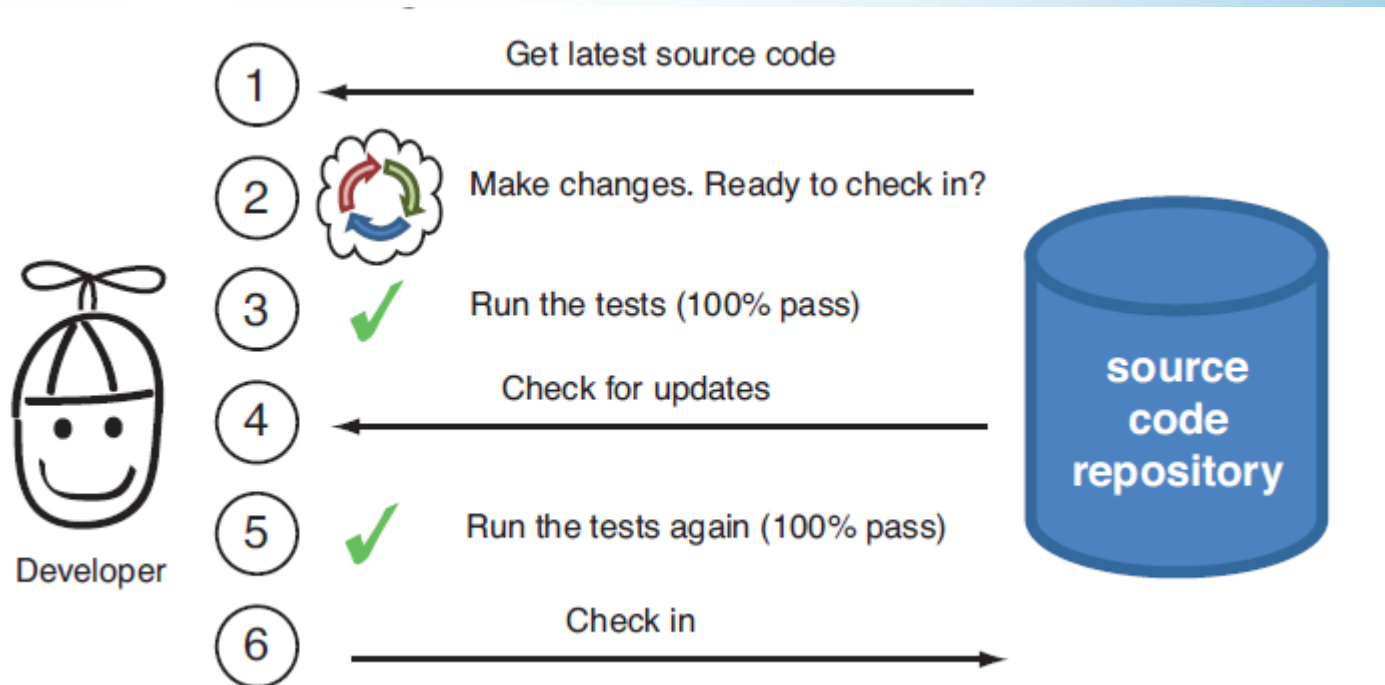 1
Get latest source code
2
Make changes. Ready to check in?
3
Run the tests (100% pass)
4
Check for updates
5
Run the tests again (100% pass)
6
Check in
Developer
source
code
repository